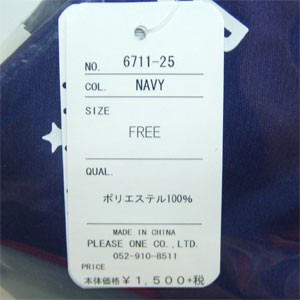 NO. 6711-25
COL. NAVY
SIZE
FREE
QUAL.
ポリエステル100%
MADE IN CHINA
PLEASE ONE CO.,LTD.
052-910-8511
PRICE
本体価格¥1,500+税